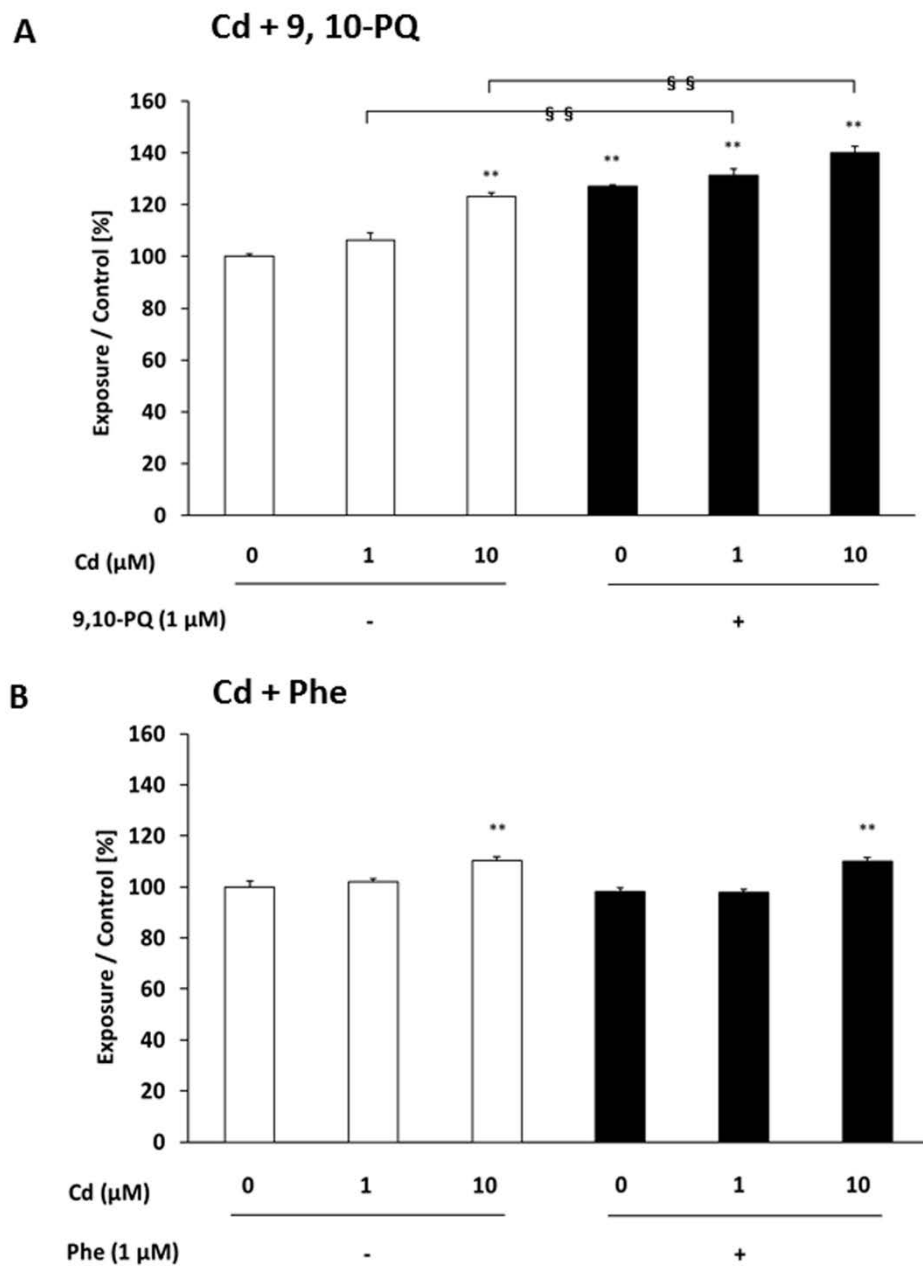 A
Cd + 9, 10-PQ
§ §
§ §
160
140
120
100
80
60
40
20
0
Exposure / Control [%]
**
**
**
**
Cd (μM)
0 1 10 0 1 10
9,10-PQ (1 μM)
- +
B
Cd + Phe
160
140
120
100
80
60
40
20
0
Exposure / Control [%]
** **
Cd (μM)
0 1 10 0 1 10
Phe (1 μM)
- +